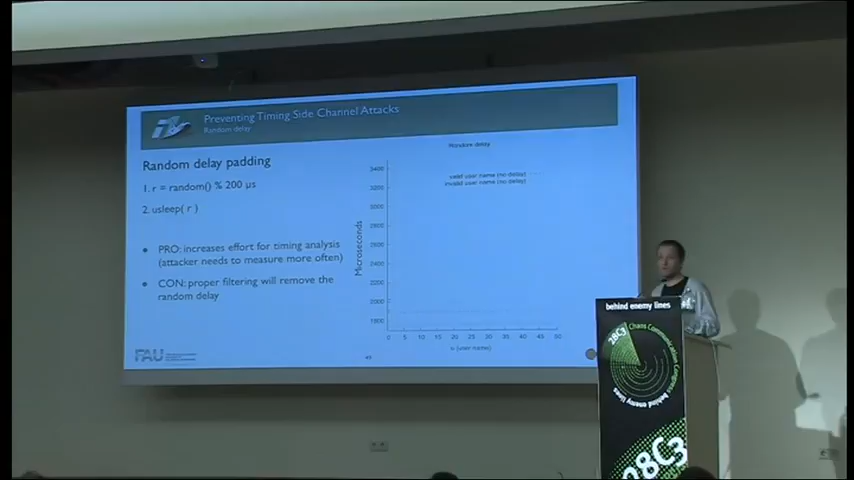 Preventing Timing Side Channel Attacks
Random delay
Random delay padding
1. r = random() % 200 µs
2. usleep( r )
PRO: increases effort for timing analysis
(attacker needs to measure more often)
CON: proper filtering will remove the
random delay
Random delay
valid user name (no delay)
invalid user name (no delay)
Microseconds
3400
3200
3000
2800
2600
2400
2200
2000
1800
0 5 10 15 20 25 30 35 40 45 50
(user name)
FAU
behind enemy lines
28C3
Chaos Communication Congress
behind enemy lines
28C3